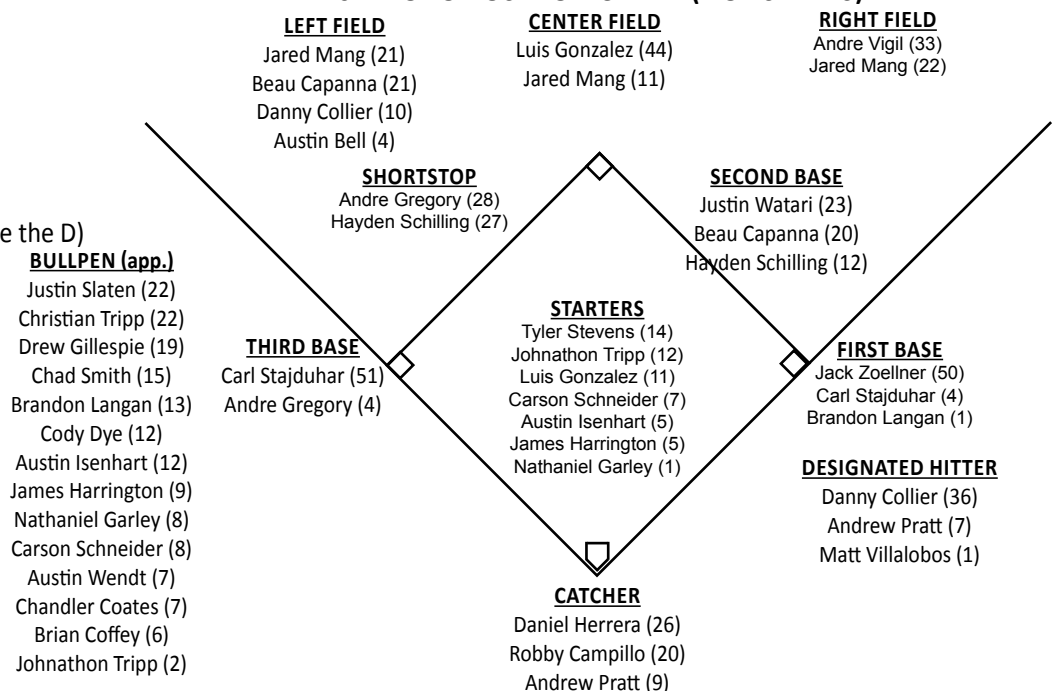 LEFT FIELD
Jared Mang (21)
Beau Capanna (21)
Danny Collier (10)
Austin Bell (4)
CENTER FIELD
Luis Gonzalez (44)
Jared Mang (11)
RIGHT FIELD
Andre Vigil (33)
Jared Mang (22)
SHORTSTOP
Andre Gregory (28)
Hayden Schilling (27)
SECOND BASE
Justin Watari (23)
Beau Capanna (20)
Hayden Schilling (12)
e the D)
BULLPEN (app.)
Justin Slaten (22)
Christian Tripp (22)
Drew Gillespie (19)
Chad Smith (15)
Brandon Langan (13)
Cody Dye (12)
Austin Isenhart (12)
James Harrington (9)
Nathaniel Garley (8)
Carson Schneider (8)
Austin Wendt (7)
Chandler Coates (7)
Brian Coffey (6)
Johnathon Tripp (2)
THIRD BASE
Carl Stajduhar (51)
Andre Gregory (4)
STARTERS
Tyler Stevens (14)
Johnathon Tripp (12)
Luis Gonzalez (11)
Carson Schneider (7)
Austin Isenhart (5)
James Harrington (5)
Nathaniel Garley (1)
FIRST BASE
Jack Zoellner (50)
Carl Stajduhar (4)
Brandon Langan (1)
DESIGNATED HITTER
Danny Collier (36)
Andrew Pratt (7)
Matt Villalobos (1)
CATCHER
Daniel Herrera (26)
Robby Campillo (20)
Andrew Pratt (9)